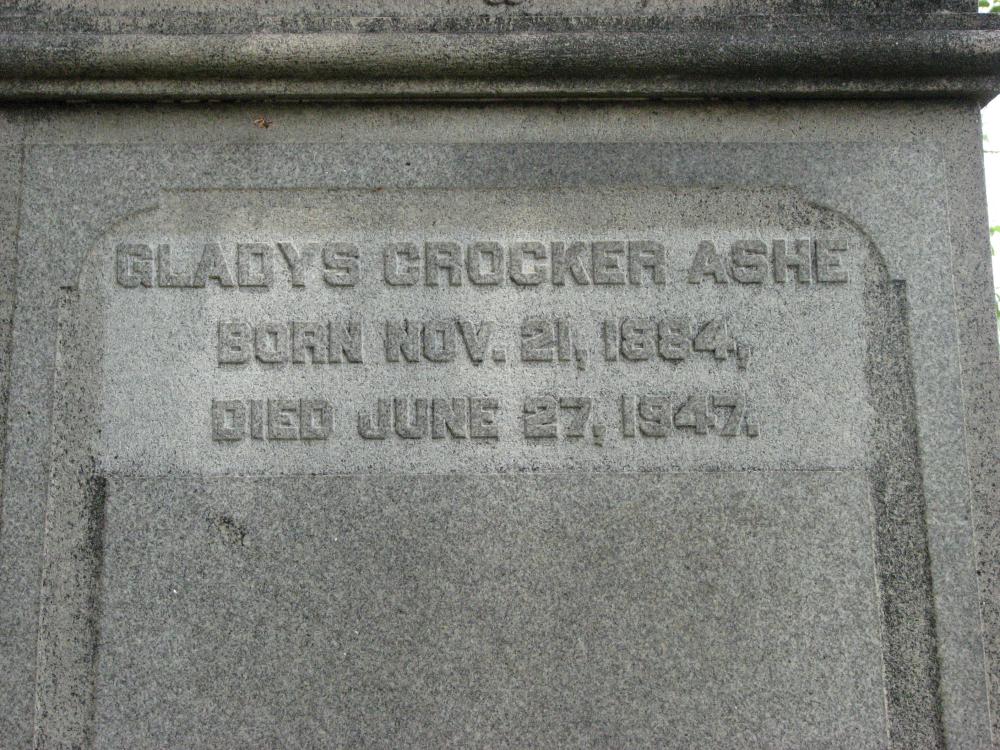 GLADYS CROCKER ASHE
BORN NOV. 21, 1884,
DIED JUNE 27, 1947.